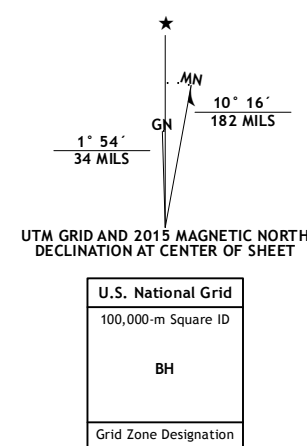 ★
MN
GN
10° 16´
182 MILS
1° 54´
34 MILS
UTM GRID AND 2015 MAGNETIC NORTH
DECLINATION AT CENTER OF SHEET
U.S. National Grid
100,000-m Square ID
BH
Grid Zone Designation